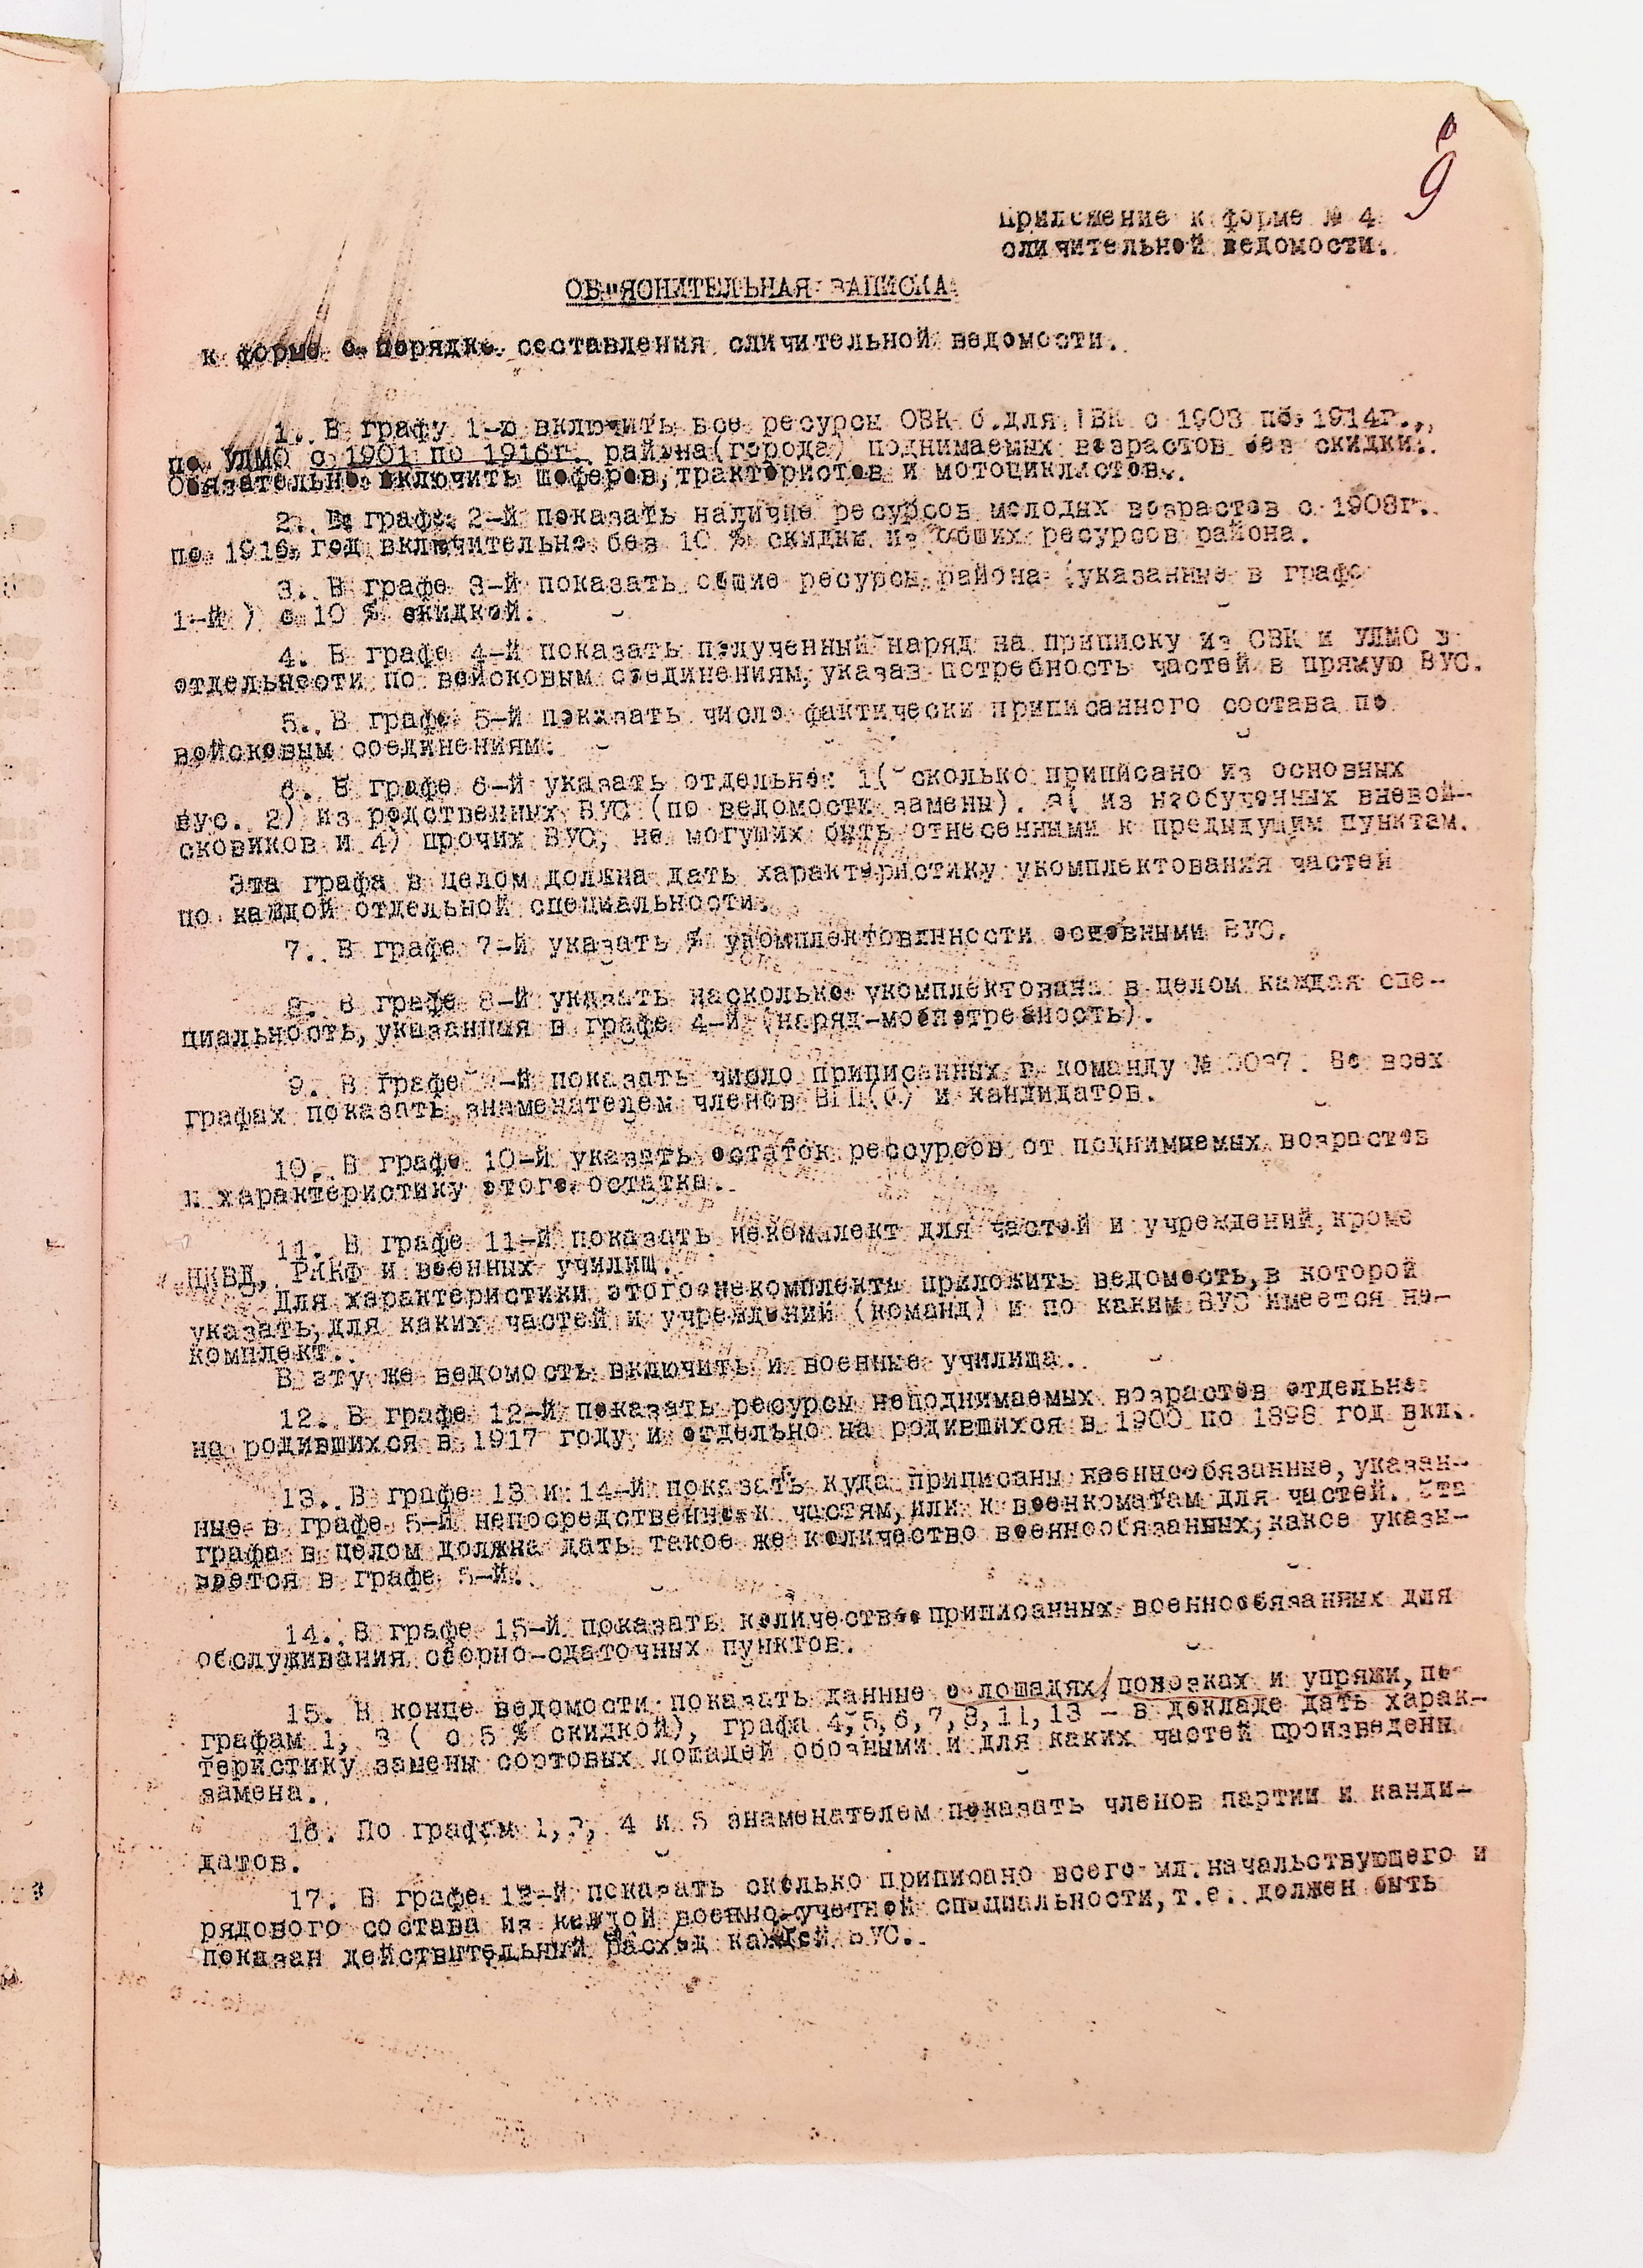 9
Приложение к форме № 4
сличительной ведомости.
ОБ"ЯСНИТЕЛЬНАЯ ЗАПИСКА
к форме о порядке составления сличительной ведомости.
1. В графу 1-ю включить все ресурсы ОВК б.для ГВК с 1903 по 1914г.,
по УЛМО с 1901 по 1916г. района(города) поднимаемых возрастов без скидки.
Обязательно включить шоферов, трактористов и мотоциклистов.
2. В графе 2-й показать наличие ресурсов молодых возрастов с 1908г.
по 1916 год включительно без 10 % скидки из общих ресурсов района.
3. В графе 3-й показать общие ресурсы района (указанные в графе
1-й ) с 10 % скидкой.
4. В графе 4-й показать полученный наряд на приписку из ОВК и УЛМО в
отдельности по войсковым соединениям, указав потребность частей в прямую ВУС.
5. В графе 5-й показать число фактически приписанного состава по
войсковым соединениям.
6. В графе 6-й указать отдельно: 1( сколько приписано из основных
вус. 2) из родственных ВУС (по ведомости замены). 3( из необученных вневой-
сковиков и 4) прочих ВУС, не могущих быть отнесенными к предыдущим пунктам.
Эта графа в целом должна дать характеристику укомплектования частей
по каждой отдельной специальности.
7. В графе 7-й указать % укомплектованности основными ВУС.
8. В графе 8-й указать насколько укомплектована в целом каждая спе-
циальность, указанная в графе 4-й (наряд-мобпотребность).
9. В графе 9-й показать число приписанных в команду № Во всех
графах показать знаменателем членов ВКП(б) и кандидатов.
10. В графе 10-й указать остаток рессурсов от поднимаемых возрастов
и характеристику этого остатка.
11. В графе 11-й показать некомплект для частей и учреждений, кроме
НКВД, РККФ и военных училищ.
Для характеристики этого некомплекта приложить ведомость, в которой
указать, для каких частей и учреждений (команд) и по каким ВУС имеется не-
комплект.
В эту же ведомость включить и военные училища.
12. В графе 12-й показать ресурсы неподнимаемых возрастов отдельно
на родившихся в 1917 году и отдельно на родившихся в 1900 по 1898 год вкл.
13. В графе 13 и 14-й показать куда приписаны военнообязанные, указан-
ные в графе 5-й непосредственно к частям, или к военкоматам для частей. Эта
графа в целом должна дать такое же количество военнообязанных, какое указы-
вается в графе 5-й.
14. В графе 15-й показать количество приписанных военнообязанных для
обслуживания сборно-сдаточных пунктов.
15. В конце ведомости показать данные о лошадях, повозках и упряжи, по
графам 1, 3 ( с 5 % скидкой), графа 4,5,6,7,8,11,13 - в докладе дать харак-
теристику замены сортовых лошадей обозными и для каких частей произведена
замена.
16. По графам 1,3, 4 и 5 знаменателем показать членов партии и канди-
датов.
17. В графе 12-й показать сколько приписано всего мл.начальствующего и
рядового состава из каждой военно-учетной специальности, т.е. должен быть
показан действительный расход каждой ВУС.